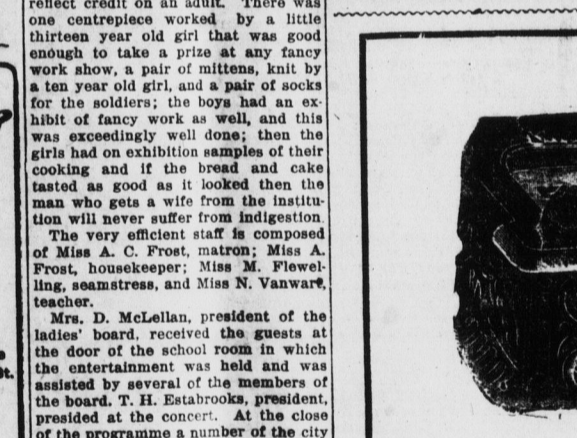 reflect credit on an adult. There was
one centrepiece worked by a little
thirteen year old girl that was good
enough to take a prize at any fancy
work show, a pair of mittens, knit by
a ten year old girl, and a pair of socks
for the soldiers; the boys had an ex-
hibit of fancy work as well, and this
was exceedingly well done; then the
girls had on exhibition samples of their
cooking and if the bread and cake
tasted as good as it looked then the
man who gets a wife from the institu-
tion will never suffer from indigestion.
The very efficient staff is composed
of Miss A. C. Frost, matron; Miss A.
Frost, housekeeper; Miss M. Flewel-
ling, seamstress, and Miss N. Vanwart,
teacher.
Mrs. D. McLellan, president of the
ladies' board, received the guests at
the door of the school room in which
the entertainment was held and was
assisted by several of the members of
the board. T. H. Estabrooks, president,
presided at the concert. At the close
of the programme a number of the city